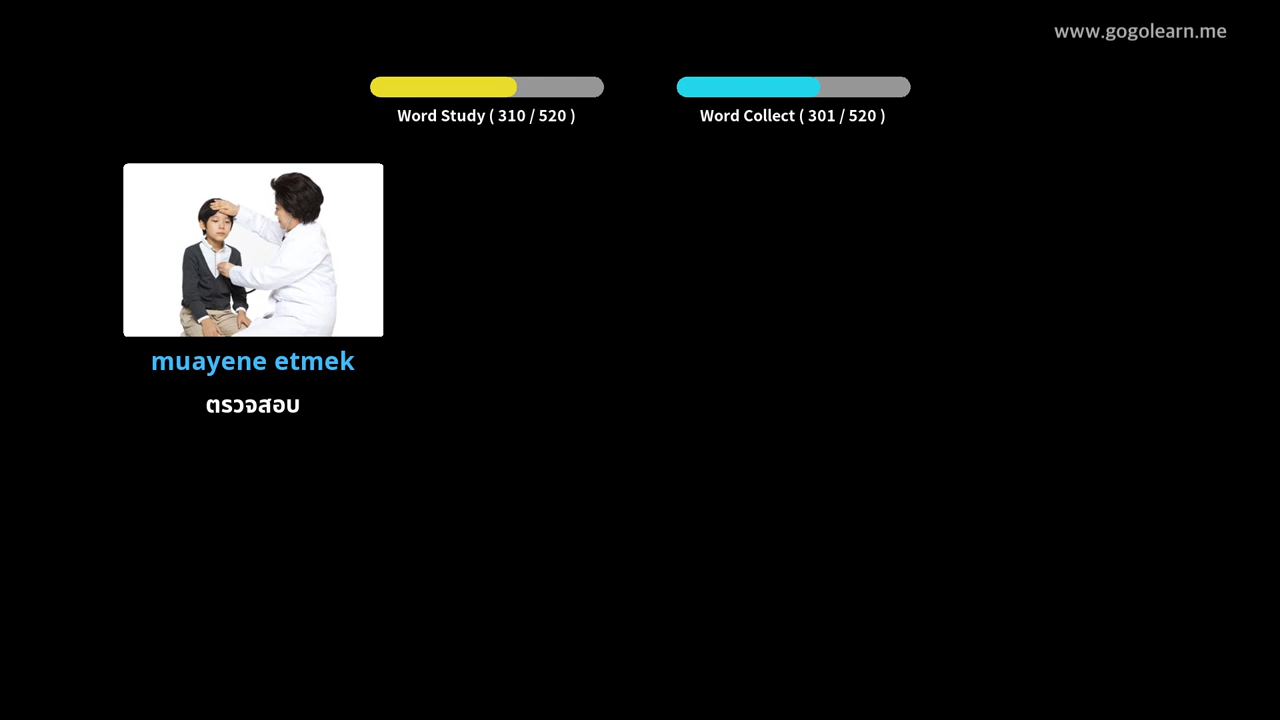 www.gogolearn.me
Word Study ( 310 / 520 )
Word Collect ( 301 / 520 )
muayene etmek
ตรวจสอบ